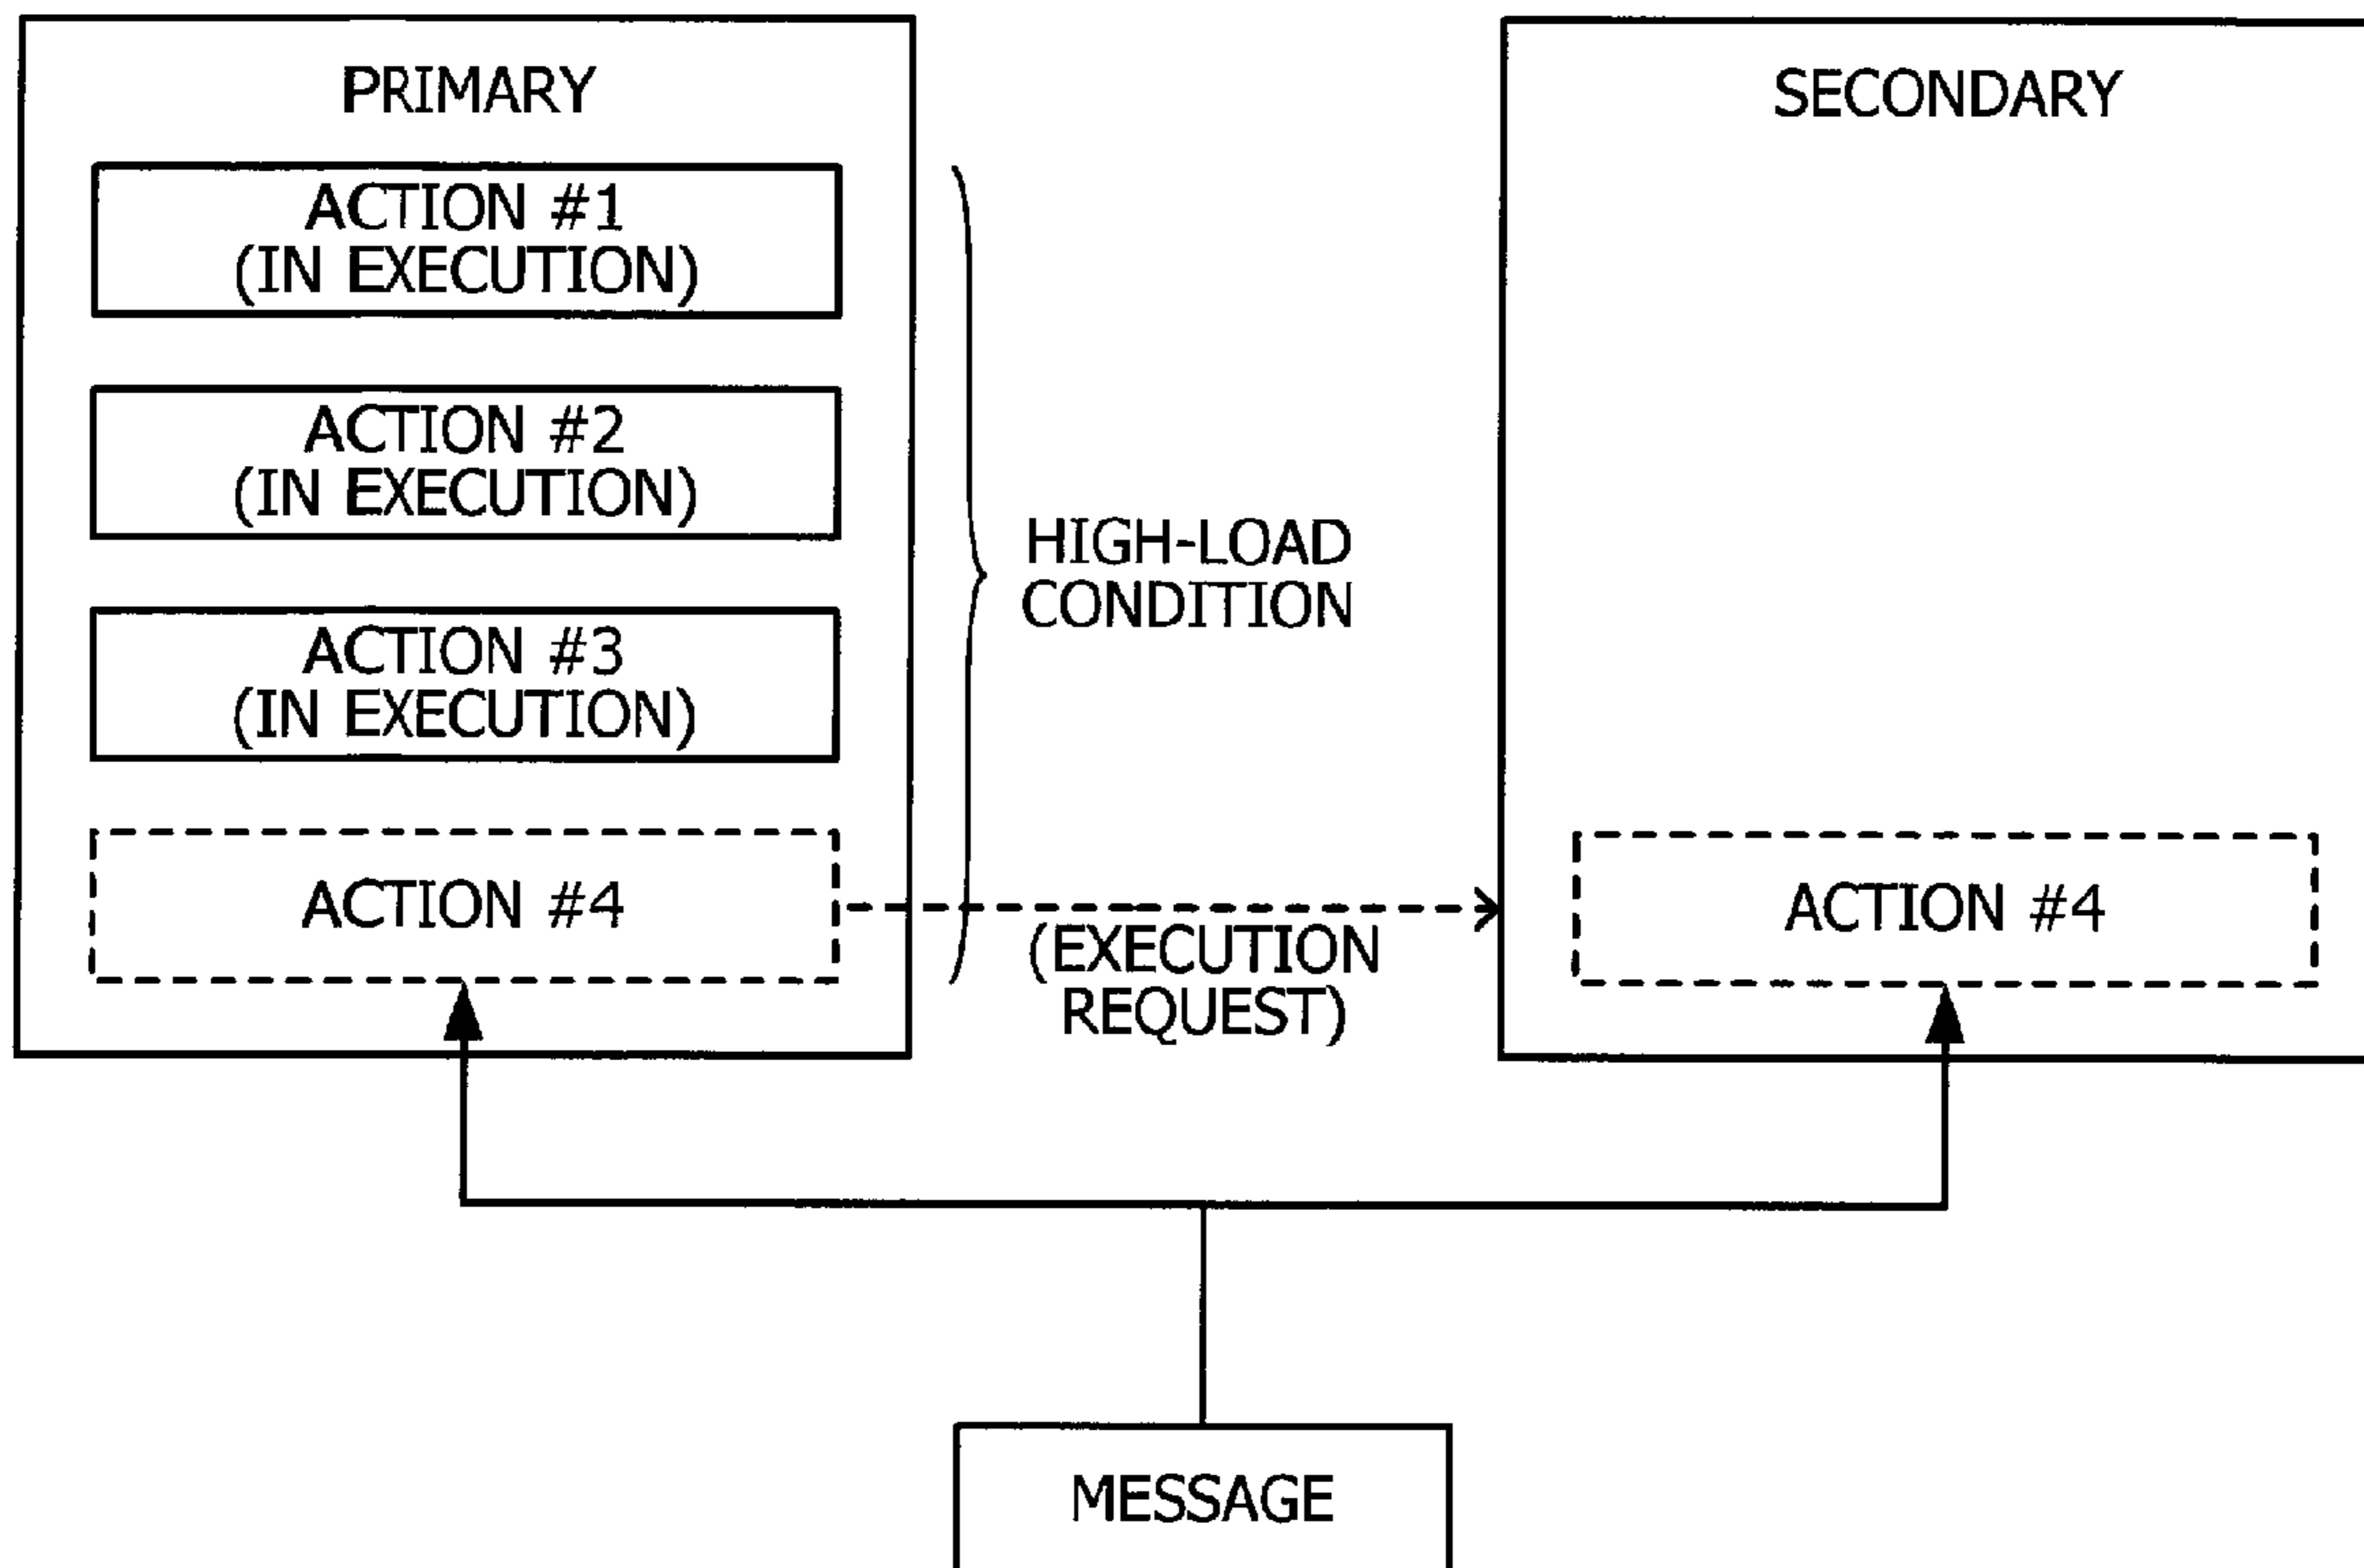 PRIMARY
ACTION #1
(IN EXECUTION)
ACTION #2
(IN EXECUTION)
ACTION #3
(IN EXECUTION)
ACTION #4
HIGH-LOAD
CONDITION
(EXECUTION
REQUEST)
SECONDARY
ACTION #4
MESSAGE